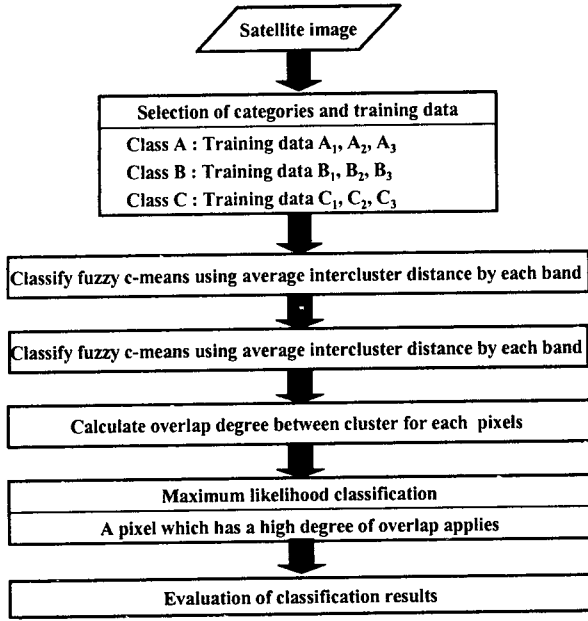 Satellite image
Selection of categories and training data
Class A : Training data A₁, A₂, A₃
Class B : Training data B₁, B₂, B₃
Class C : Training data C₁, C₂, C₃
Classify fuzzy c-means using average intercluster distance by each band
Classify fuzzy c-means using average intercluster distance by each band
Calculate overlap degree between cluster for each pixels
Maximum likelihood classification
A pixel which has a high degree of overlap applies
Evaluation of classification results